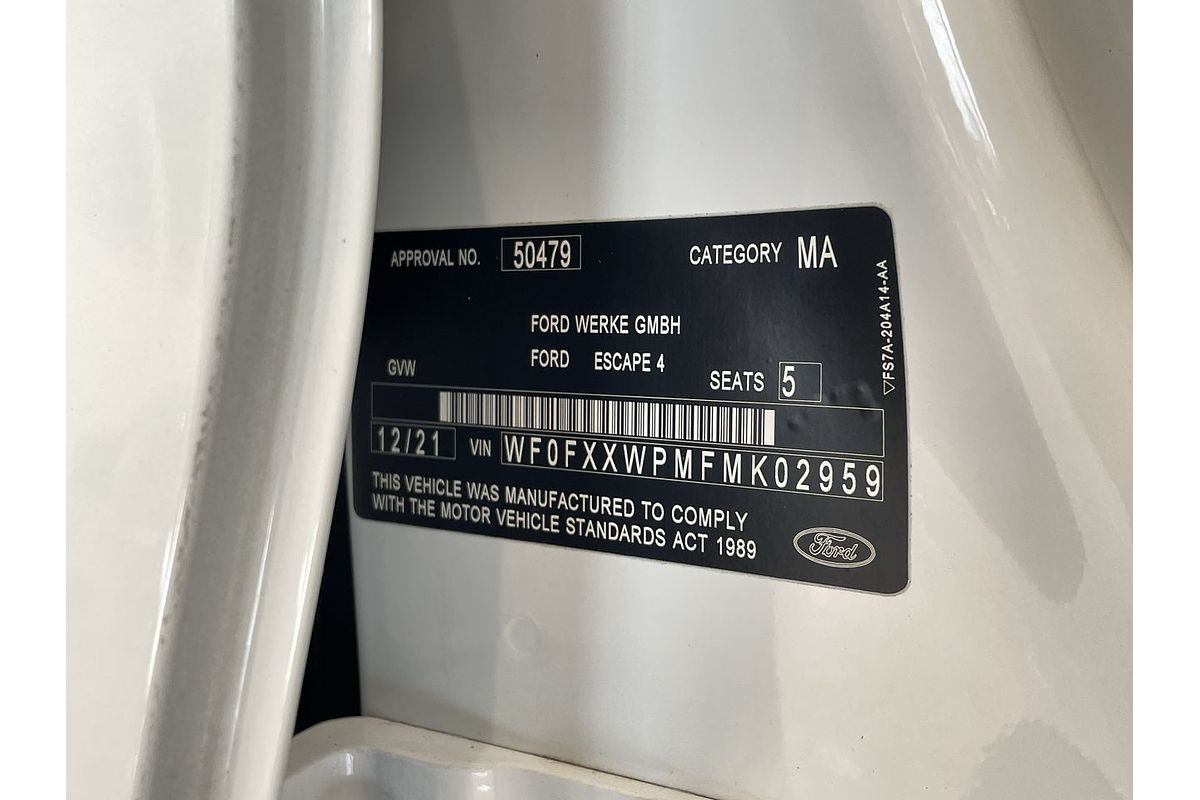 APPROVAL NO. 50479 CATEGORY MA
FORD WERKE GMBH
FORD ESCAPE 4
GVW
SEATS 5
12/21 VIN WF0FXXWPMFMK02959
THIS VEHICLE WAS MANUFACTURED TO COMPLY
WITH THE MOTOR VEHICLE STANDARDS ACT 1989
Ford
▽FS7A-204A14-AA